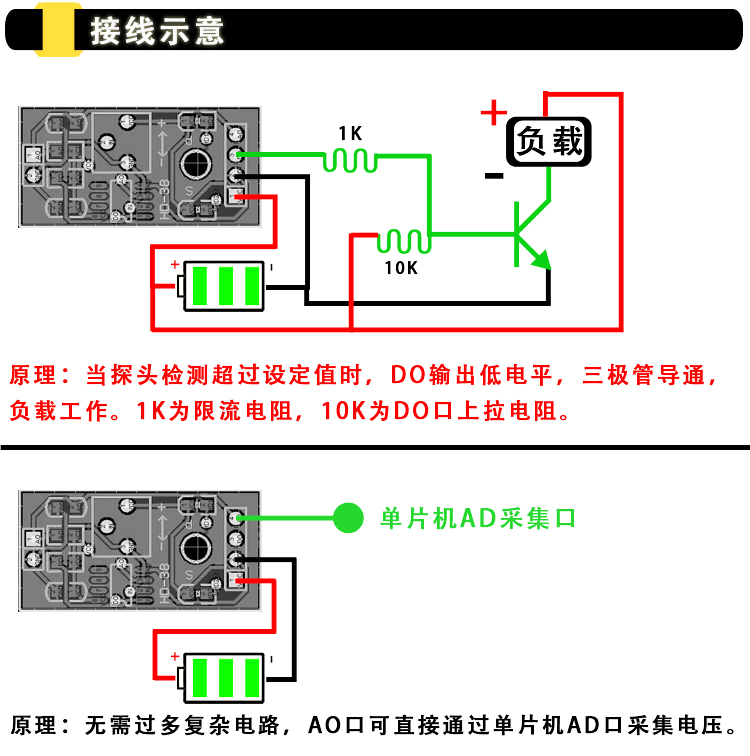 接线示意
1K
+
负载
-
10K
+
-
HD-38
原理：当探头检测超过设定值时，DO输出低电平，三极管导通，
负载工作。1K为限流电阻，10K为DO口上拉电阻。
单片机AD采集口
HD-38
+
-
原理：无需过多复杂电路，AO口可直接通过单片机AD口采集电压。